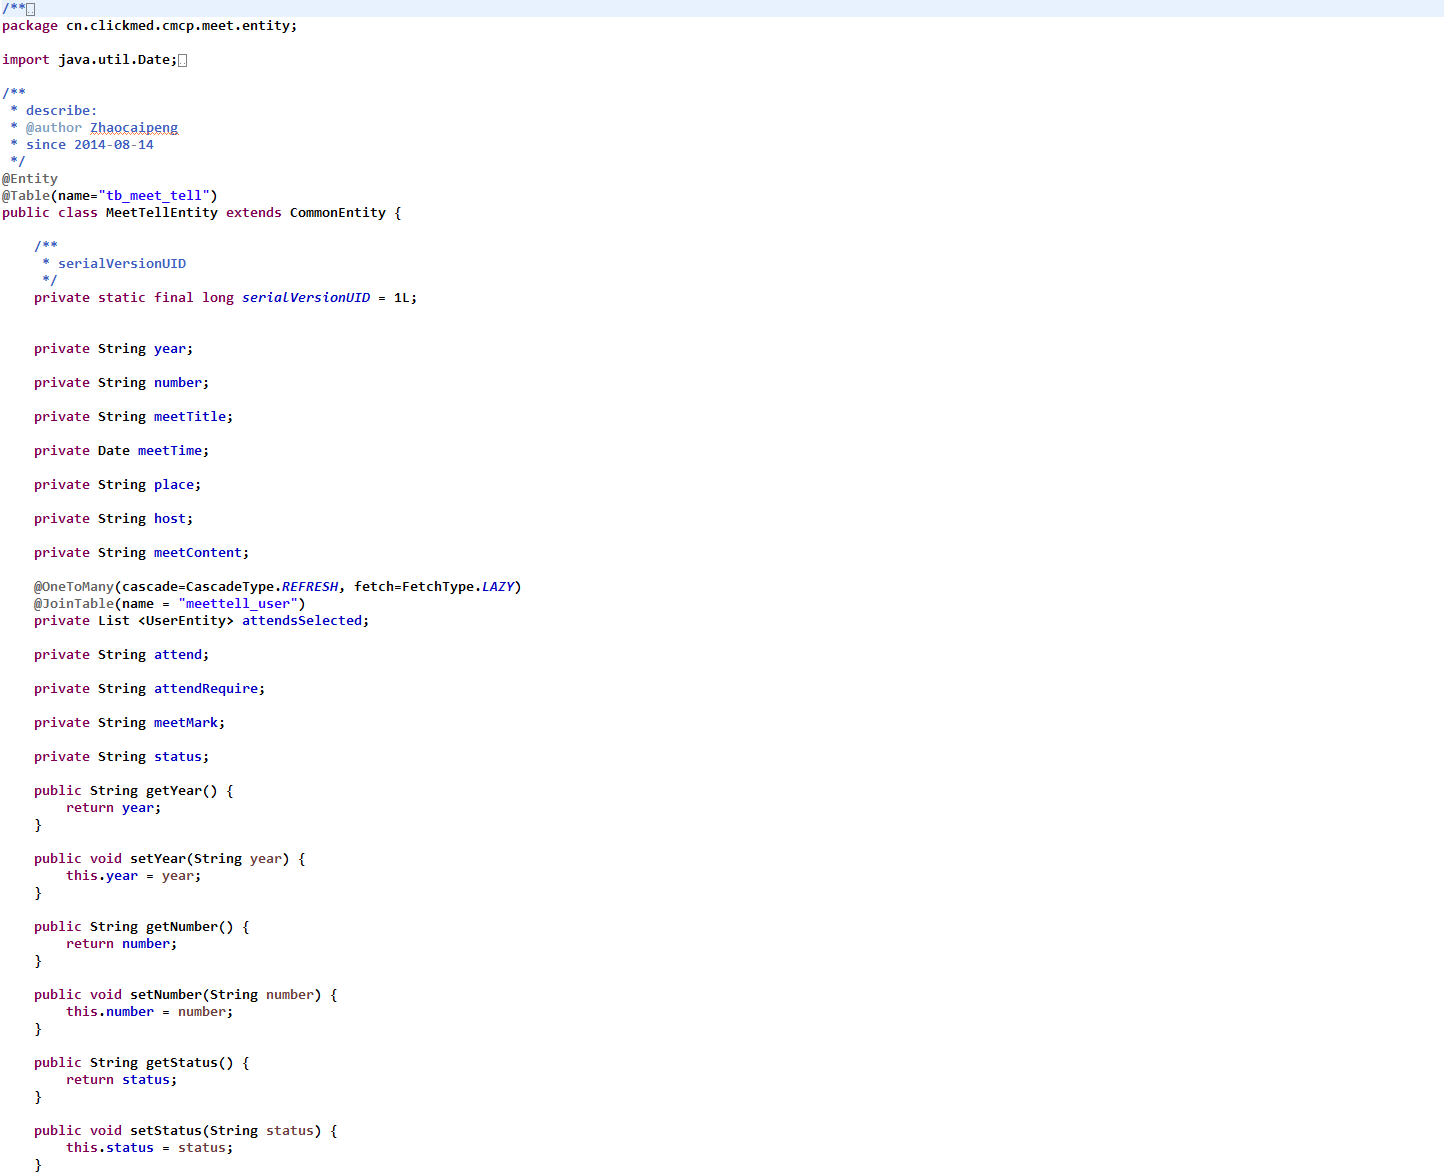 /**
package cn.clickmed.cmcp.meet.entity;
import java.util.Date;
/**
 * describe:
 * @author Zhaocaipeng
 * since 2014-08-14
 */
@Entity
@Table(name="tb_meet_tell")
public class MeetTellEntity extends CommonEntity {
    /**
     * serialVersionUID
     */
    private static final long serialVersionUID = 1L;
    private String year;
    private String number;
    private String meetTitle;
    private Date meetTime;
    private String place;
    private String host;
    private String meetContent;
    @OneToMany(cascade=CascadeType.REFRESH, fetch=FetchType.LAZY)
    @JoinTable(name = "meettell_user")
    private List <UserEntity> attendsSelected;
    private String attend;
    private String attendRequire;
    private String meetMark;
    private String status;
    public String getYear() {
        return year;
    }
    public void setYear(String year) {
        this.year = year;
    }
    public String getNumber() {
        return number;
    }
    public void setNumber(String number) {
        this.number = number;
    }
    public String getStatus() {
        return status;
    }
    public void setStatus(String status) {
        this.status = status;
    }